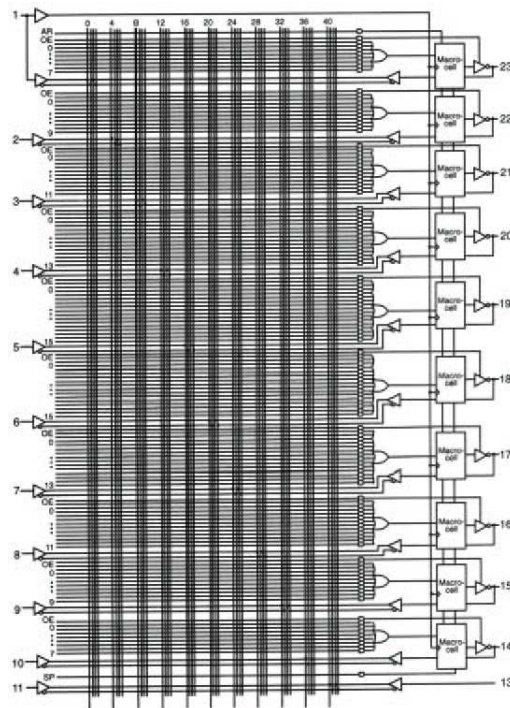 1
0 4 8 12 16 20 24 28 32 36 40
AR
OE
0
7
Macro-
cell
23
OE
0
9
Macro-
cell
22
2
OE
0
11
Macro-
cell
21
3
OE
0
13
Macro-
cell
20
4
OE
0
15
Macro-
cell
19
5
OE
0
15
Macro-
cell
18
6
OE
0
13
Macro-
cell
17
7
OE
0
11
Macro-
cell
16
8
OE
0
9
Macro-
cell
15
9
OE
0
7
Macro-
cell
14
10
SP
11
13